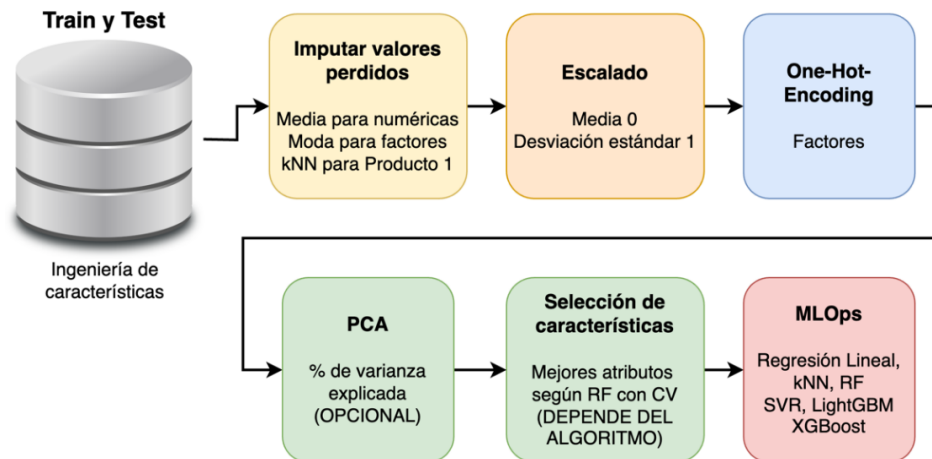 Train y Test
Ingeniería de
características
Imputar valores
perdidos
Media para numéricas
Moda para factores
kNN para Producto 1
Escalado
Media 0
Desviación estándar 1
One-Hot-
Encoding
Factores
PCA
% de varianza
explicada
(OPCIONAL)
Selección de
características
Mejores atributos
según RF con CV
(DEPENDE DEL
ALGORITMO)
MLOps
Regresión Lineal,
kNN, RF
SVR, LightGBM
XGBoost